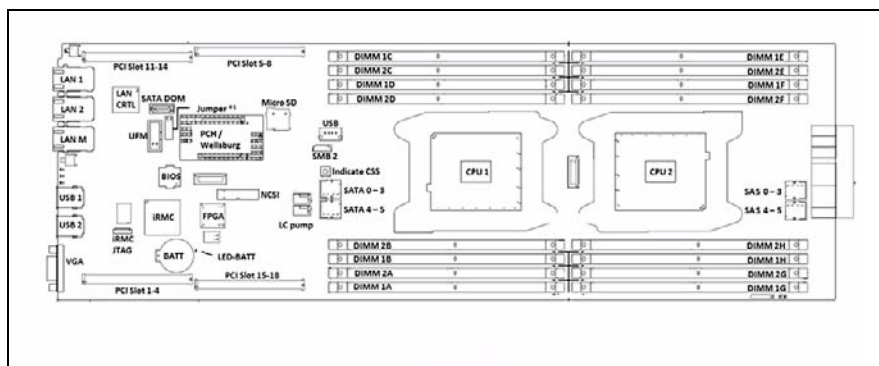 PCI Slot 11-14
PCI Slot 5-8
LAN 1
LAN 2
LAN M
LAN CRTL
SATA DOM
Jumper *1
Micro SD
UFM
PCH / Wellsburg
USB
SMB 2
Indicate CSS
BIOS
SATA 0 – 3
SATA 4 – 5
NCSI
LC pump
USB 1
USB 2
iRMC
FPGA
iRMC JTAG
VGA
BATT
LED-BATT
PCI Slot 1-4
PCI Slot 15-18
DIMM 1C
DIMM 2C
DIMM 1D
DIMM 2D
DIMM 1E
DIMM 2E
DIMM 1F
DIMM 2F
CPU 1
CPU 2
SAS 0 – 3
SAS 4 – 5
DIMM 2B
DIMM 1B
DIMM 2A
DIMM 1A
DIMM 2H
DIMM 1H
DIMM 2G
DIMM 1G